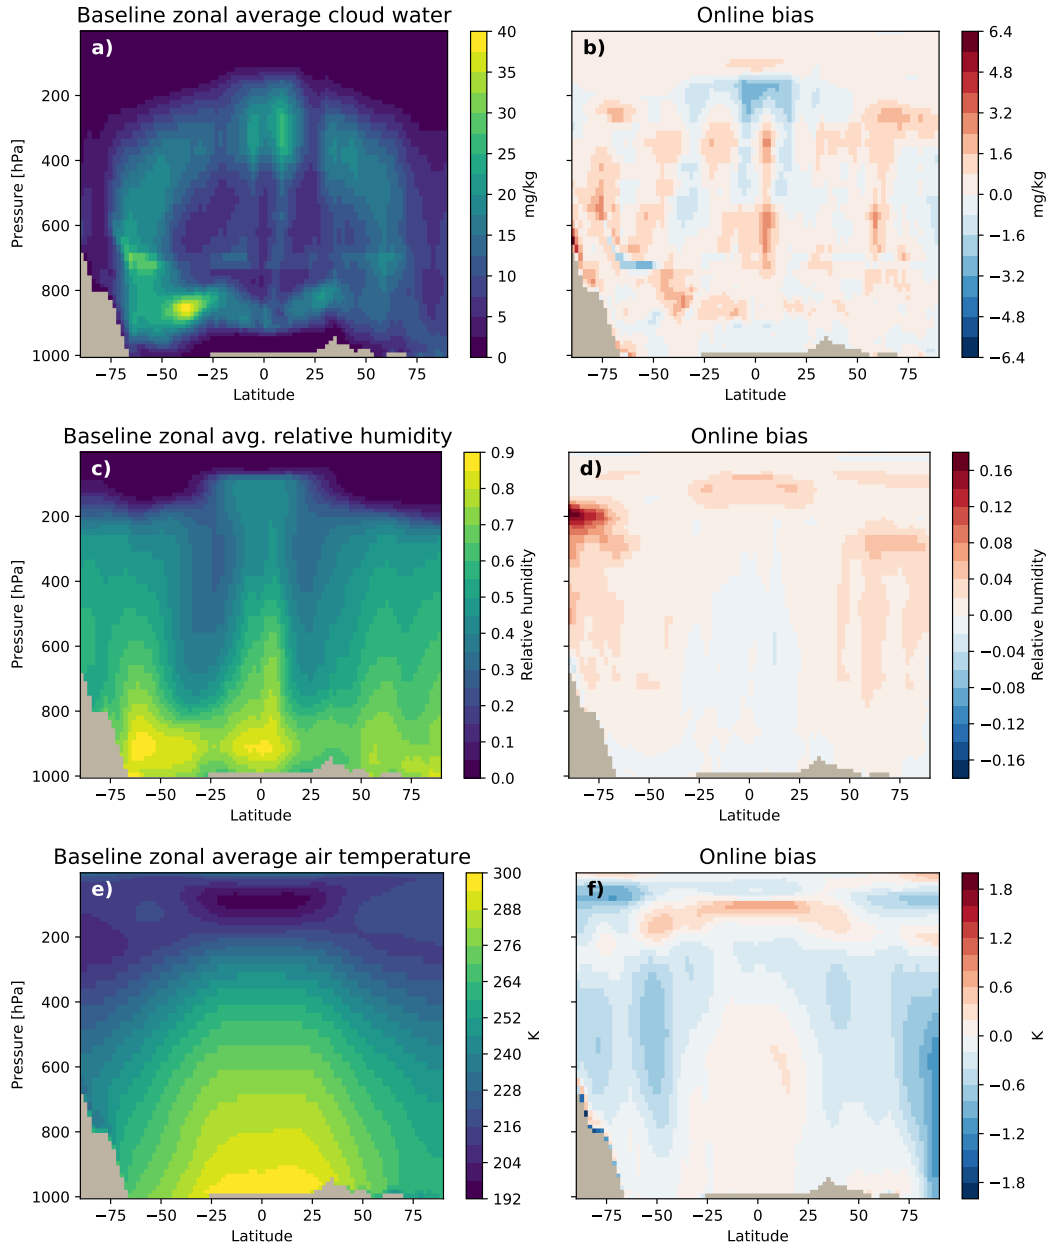 Baseline zonal average cloud water
a)
200
400
600
800
1000
Pressure [hPa]
−75 −50 −25 0 25 50 75
Latitude
40
35
30
25
20
15
10
5
0
mg/kg
Online bias
b)
−75 −50 −25 0 25 50 75
Latitude
6.4
4.8
3.2
1.6
0.0
−1.6
−3.2
−4.8
−6.4
mg/kg
Baseline zonal avg. relative humidity
c)
200
400
600
800
1000
Pressure [hPa]
−75 −50 −25 0 25 50 75
Latitude
0.9
0.8
0.7
0.6
0.5
0.4
0.3
0.2
0.1
0.0
Relative humidity
Online bias
d)
−75 −50 −25 0 25 50 75
Latitude
0.16
0.12
0.08
0.04
0.00
−0.04
−0.08
−0.12
−0.16
Relative humidity
Baseline zonal average air temperature
e)
200
400
600
800
1000
Pressure [hPa]
−75 −50 −25 0 25 50 75
Latitude
300
288
276
264
252
240
228
216
204
192
K
Online bias
f)
−75 −50 −25 0 25 50 75
Latitude
1.8
1.2
0.6
0.0
−0.6
−1.2
−1.8
K